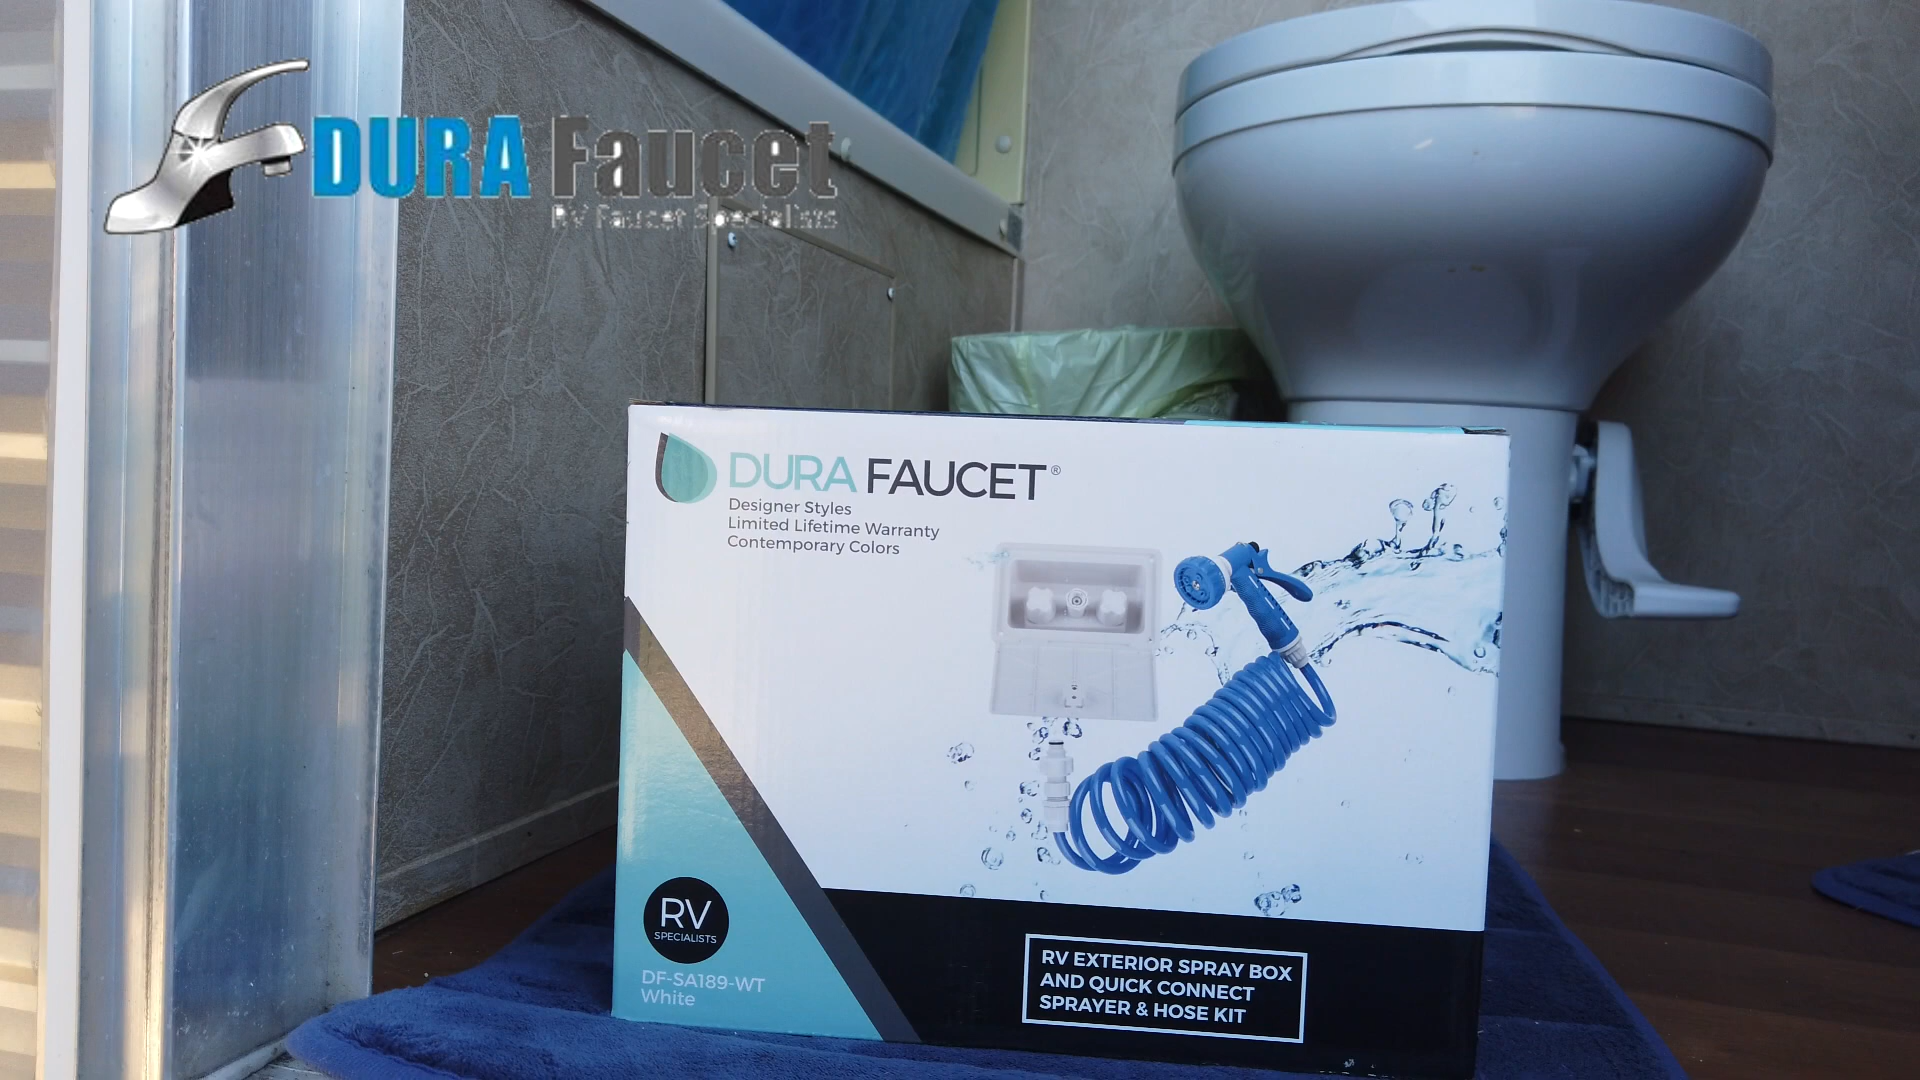 DURA Faucet
RV Faucet Specialists
DURA FAUCET®
Designer Styles
Limited Lifetime Warranty
Contemporary Colors
RV
SPECIALISTS
DF-SA189-WT
White
RV EXTERIOR SPRAY BOX
AND QUICK CONNECT
SPRAYER & HOSE KIT